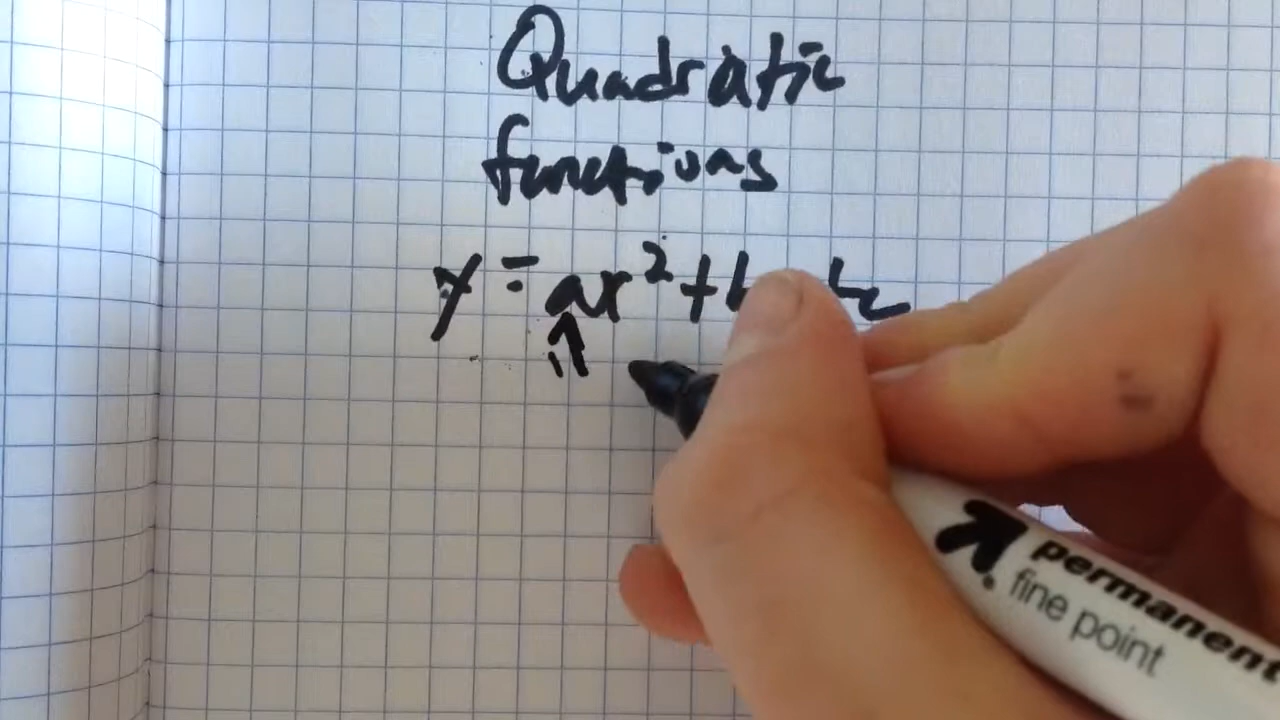 Quadratic
functions
y = ax² + b
permanent
fine point